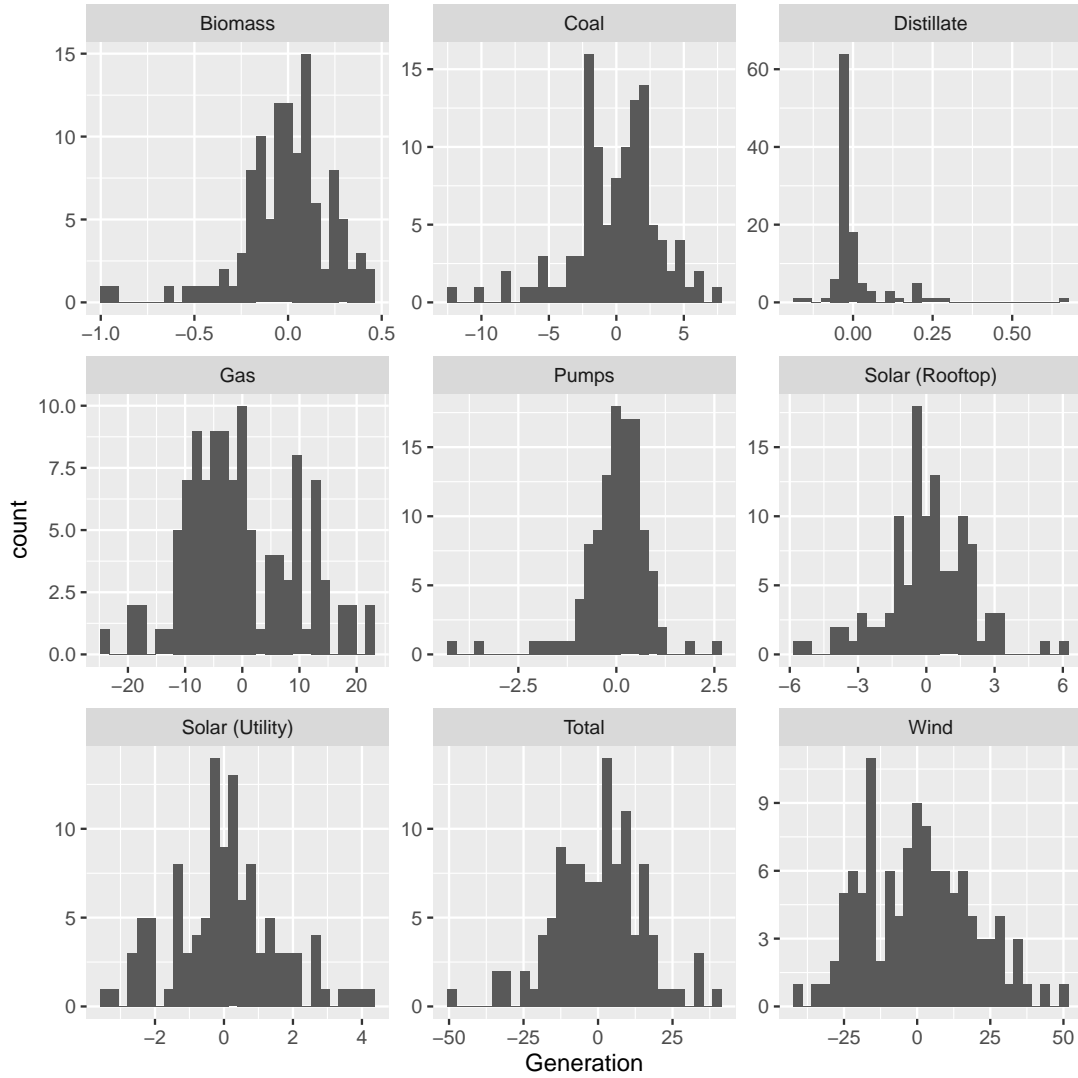 Biomass
Coal
Distillate
15
10
5
0
−1.0 −0.5 0.0 0.5
15
10
5
0
−10 −5 0 5
60
40
20
0
0.00 0.25 0.50
Gas
Pumps
Solar (Rooftop)
10.0
7.5
5.0
2.5
0.0
−20 −10 0 10 20
15
10
5
0
−2.5 0.0 2.5
15
10
5
0
−6 −3 0 3 6
Solar (Utility)
Total
Wind
10
5
0
−2 0 2 4
10
5
0
−50 −25 0 25
9
6
3
0
−25 0 25 50
count
Generation